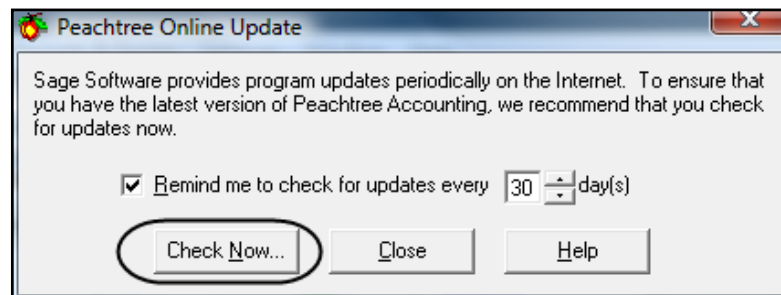 Peachtree Online Update
Sage Software provides program updates periodically on the Internet. To ensure that
you have the latest version of Peachtree Accounting, we recommend that you check
for updates now.
Remind me to check for updates every 30 day(s)
Check Now... Close Help